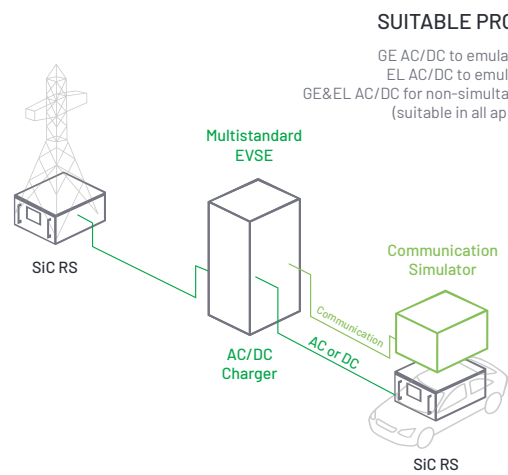 SUITABLE PRO
GE AC/DC to emula
EL AC/DC to emul
GE&EL AC/DC for non-simulta
(suitable in all ap
Multistandard
EVSE
SiC RS
Communication
Simulator
Communication
AC or DC
AC/DC
Charger
SiC RS